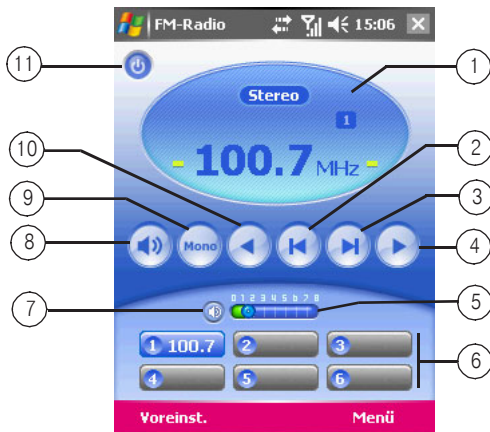 FM-Radio 15:06
11
1
Stereo
1
100.7 MHz
10
2
9
3
8
Mono
4
0 1 2 3 4 5 6 7 8
7
5
1 100.7 2 3
6
4 5 6
Voreinst. Menü